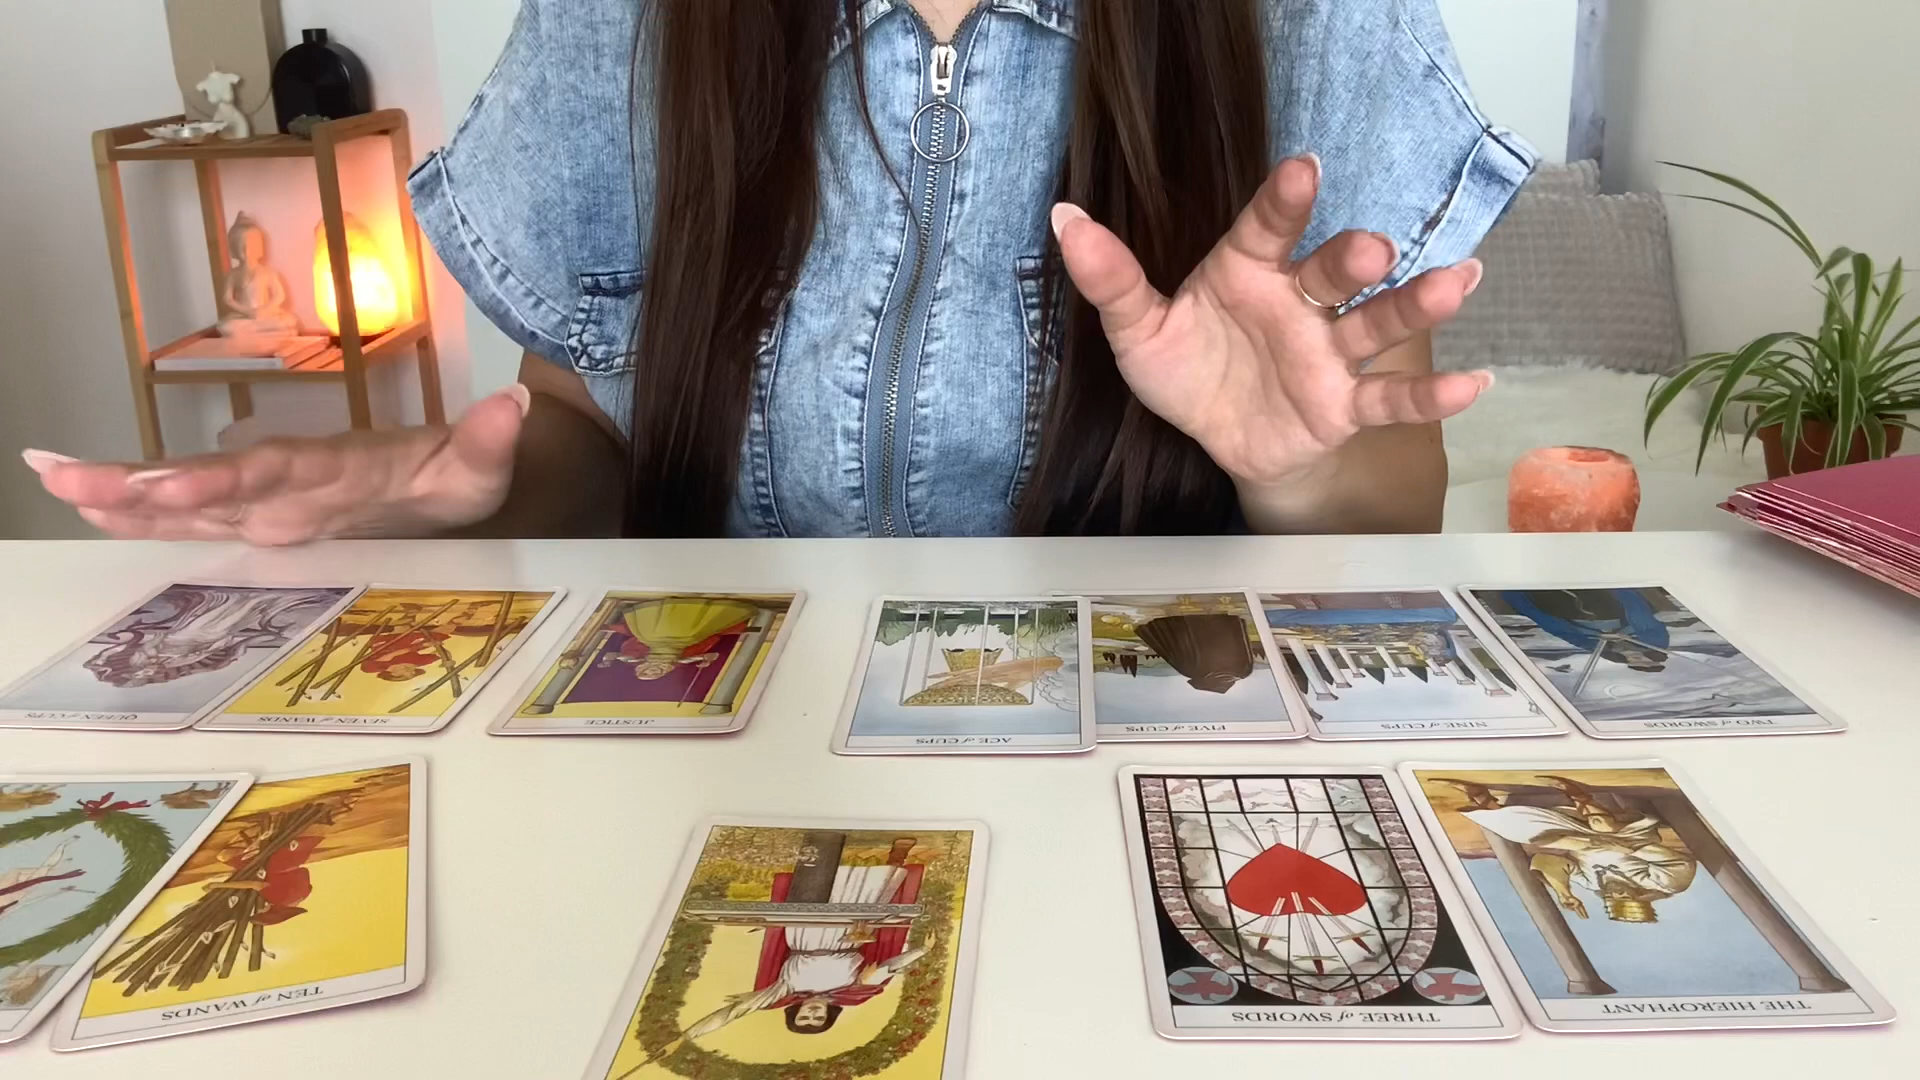 QUEEN of CUPS
SEVEN of WANDS
JUSTICE
ACE of CUPS
FIVE of CUPS
NINE of CUPS
TWO of SWORDS
TEN of WANDS
THREE of SWORDS
THE HIEROPHANT